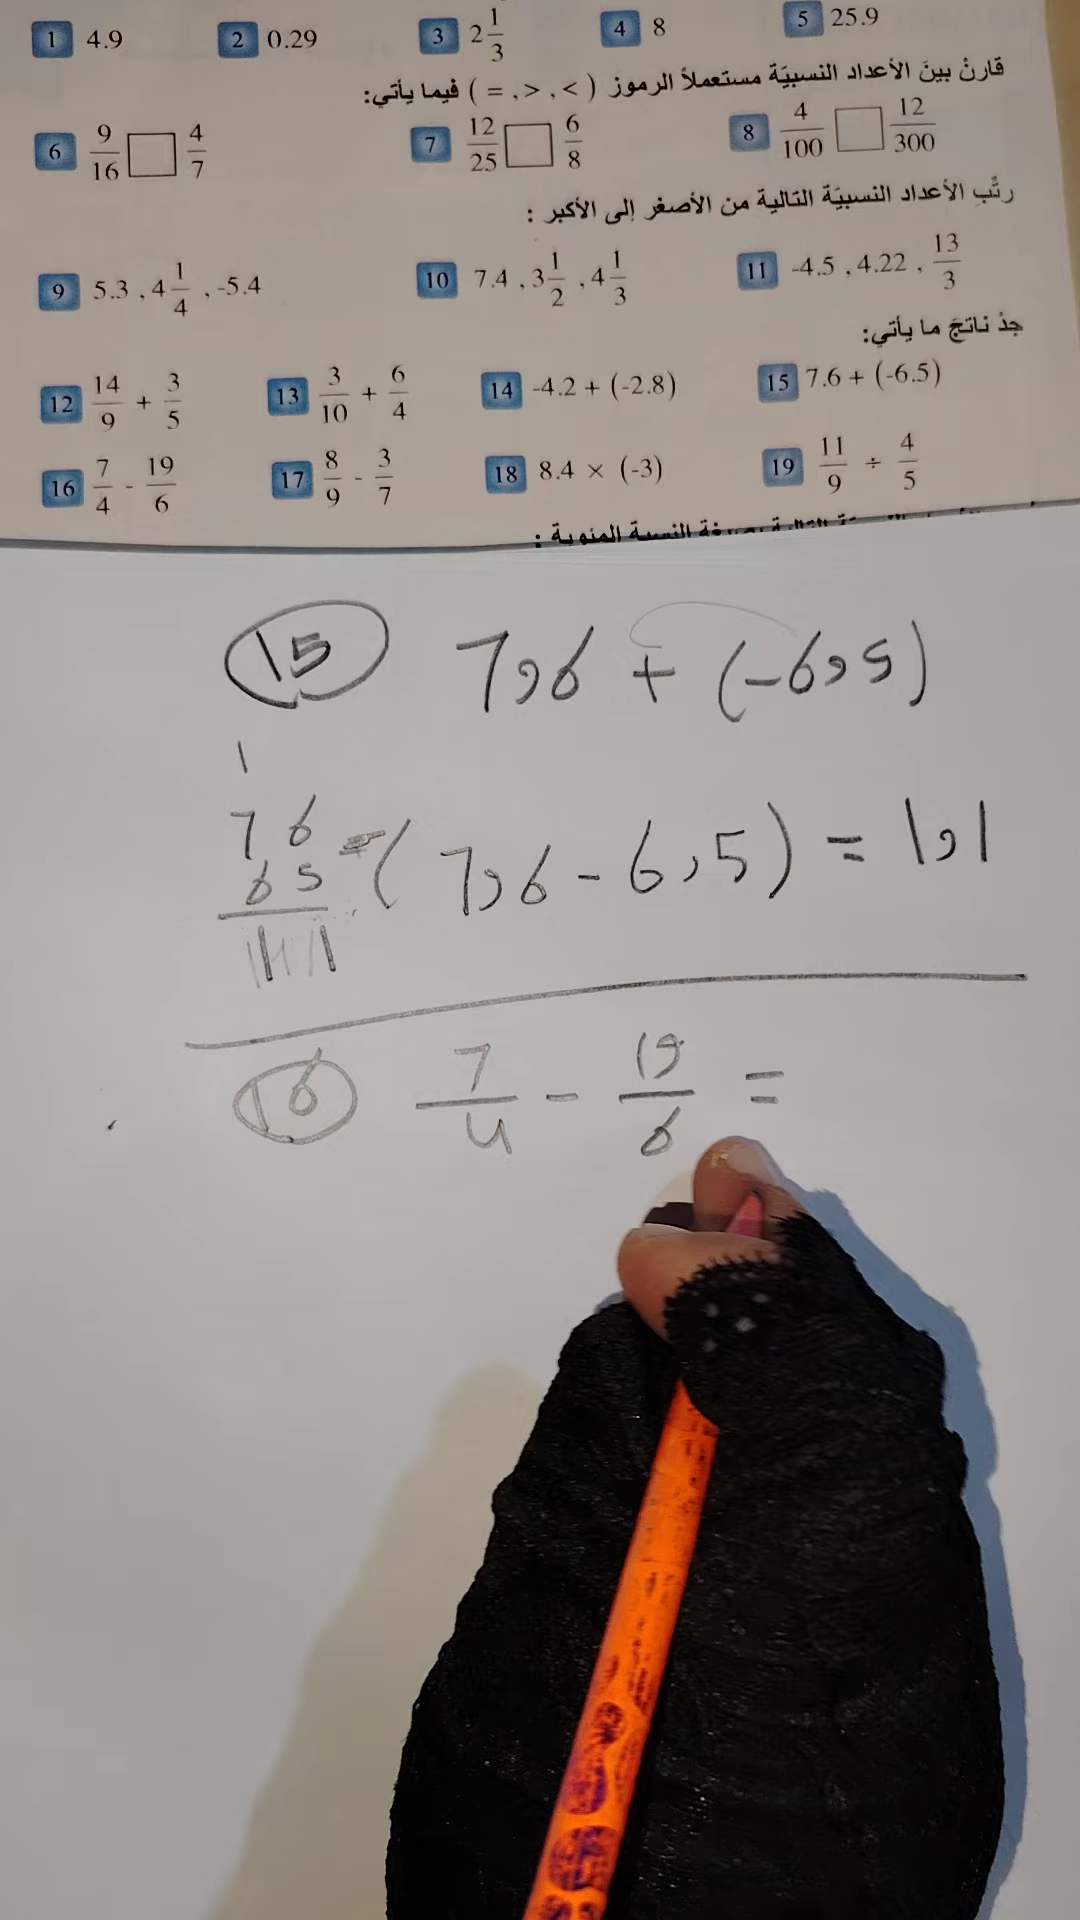 1 4.9 2 0.29 3 2 1/3 4 8 5 25.9
قارنْ بينَ الأعداد النسبيّة مستعملاً الرموز ( < ، > ، = ) فيما يأتي:
6 9/16 □ 4/7 7 12/25 □ 6/8 8 4/100 □ 12/300
رتِّبِ الأعداد النسبيّة التالية من الأصغر إلى الأكبر :
9 5.3 , 4 1/4 , -5.4 10 7.4 , 3 1/2 , 4 1/3 11 -4.5 , 4.22 , 13/3
جدْ ناتجَ ما يأتي:
12 14/9 + 3/5 13 3/10 + 6/4 14 -4.2 + (-2.8) 15 7.6 + (-6.5)
16 7/4 - 19/6 17 8/9 - 3/7 18 8.4 × (-3) 19 11/9 ÷ 4/5
النسبة المئوية :
15 7,6 + (-6,5)
1
76
65
11
= (7,6 - 6,5) = 1,1
16 7/4 - 19/6 =